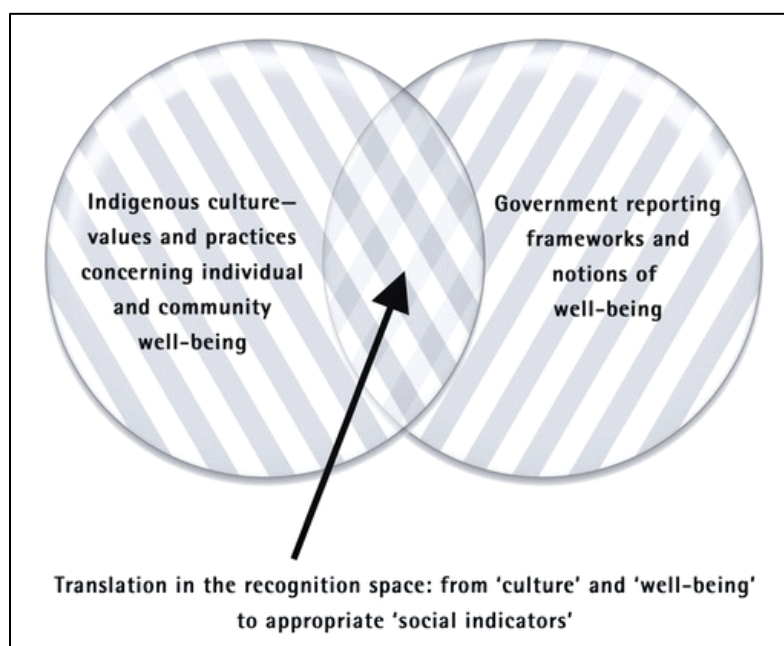 Indigenous culture—
values and practices
concerning individual
and community
well-being
Government reporting
frameworks and
notions of
well-being
Translation in the recognition space: from ‘culture’ and ‘well-being’
to appropriate ‘social indicators’